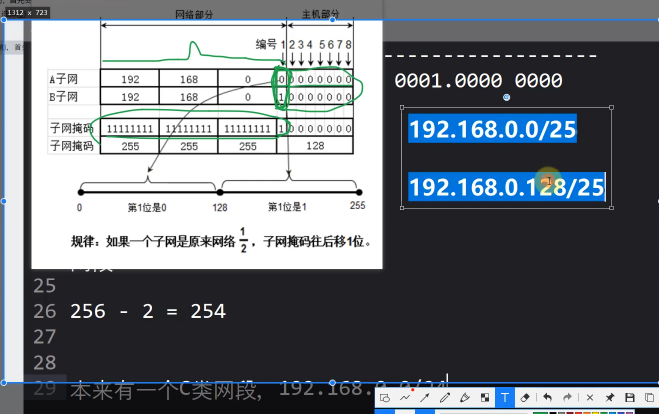 1312 x 723
网络部分 主机部分
编号 1 2 3 4 5 6 7 8
A子网 192 168 0 0 0 0 0 0 0 0 0
B子网 192 168 0 1 0 0 0 0 0 0 0
子网掩码 11111111 11111111 11111111 1 0 0 0 0 0 0 0
子网掩码 255 255 255 128
0 第1位是0 128 第1位是1 255
规律：如果一个子网是原来网络 1/2，子网掩码往后移1位。
0001.0000 0000
192.168.0.0/25
192.168.0.128/25
25
26 256 - 2 = 254
27
28
29 本来有一个C类网段，192.168.0.0/24